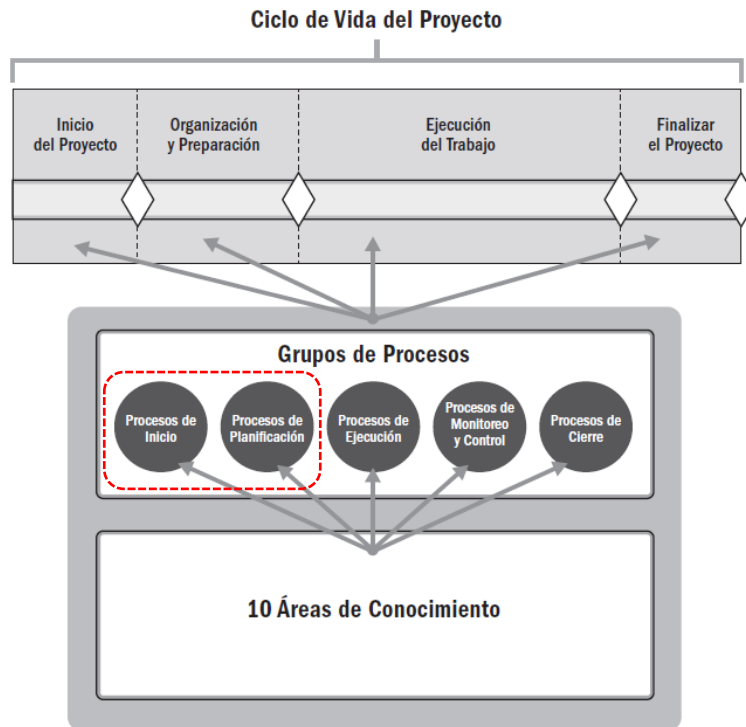 Ciclo de Vida del Proyecto
Inicio
del Proyecto
Organización
y Preparación
Ejecución
del Trabajo
Finalizar
el Proyecto
Grupos de Procesos
Procesos de
Inicio
Procesos de
Planificación
Procesos de
Ejecución
Procesos de
Monitoreo
y Control
Procesos de
Cierre
10 Áreas de Conocimiento